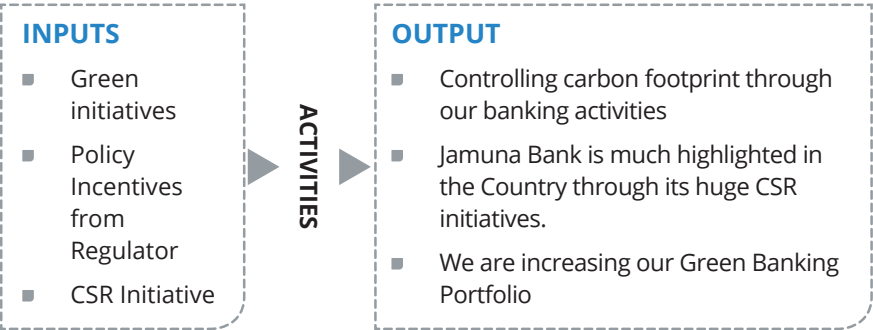 INPUTS
Green
initiatives
Policy
Incentives
from
Regulator
CSR Initiative
ACTIVITIES
OUTPUT
Controlling carbon footprint through
our banking activities
Jamuna Bank is much highlighted in
the Country through its huge CSR
initiatives.
We are increasing our Green Banking
Portfolio